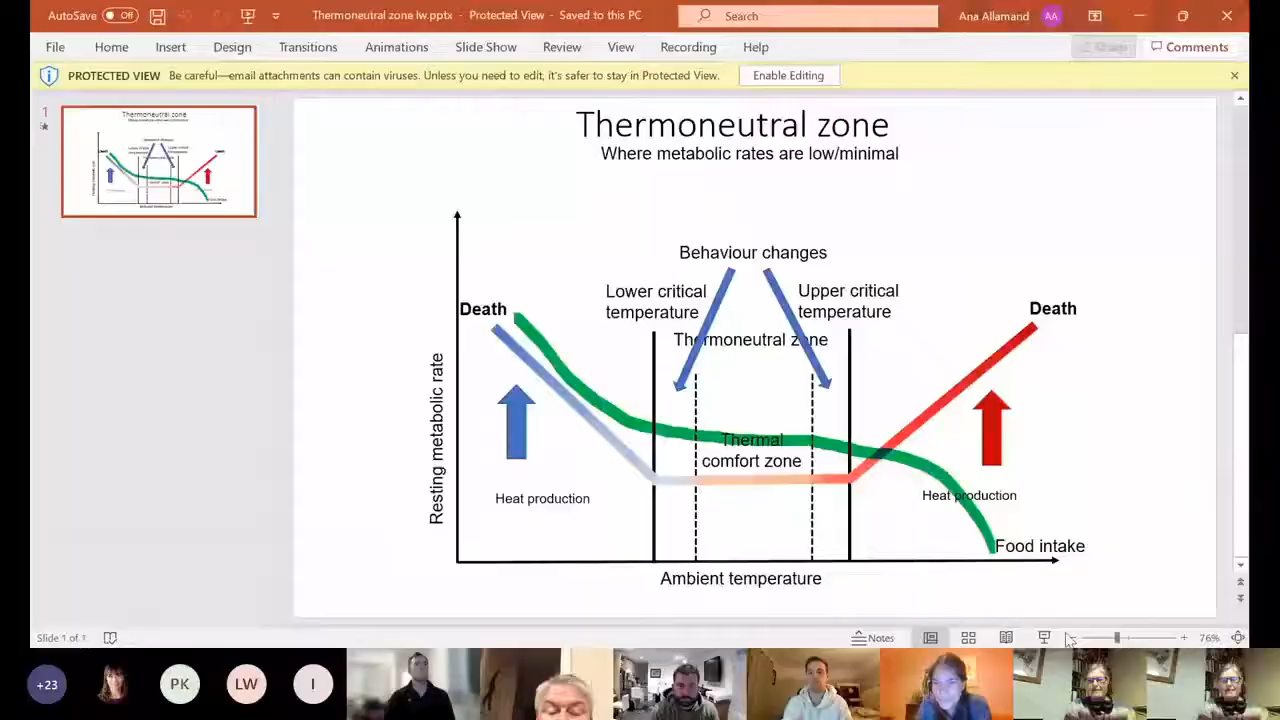 AutoSave Off
Thermoneutral zone lw.pptx - Protected View - Saved to this PC
Search
Ana Allamand AA
File Home Insert Design Transitions Animations Slide Show Review View Recording Help
Share Comments
PROTECTED VIEW Be careful—email attachments can contain viruses. Unless you need to edit, it's safer to stay in Protected View. Enable Editing
1
Thermoneutral zone
Where metabolic rates are low/minimal
Behaviour changes
Lower critical
temperature
Upper critical
temperature
Thermoneutral zone
Death
Death
Thermal
comfort zone
Heat production
Heat production
Resting metabolic rate
Food intake
Ambient temperature
Slide 1 of 1
Notes
76%
+23 PK LW I